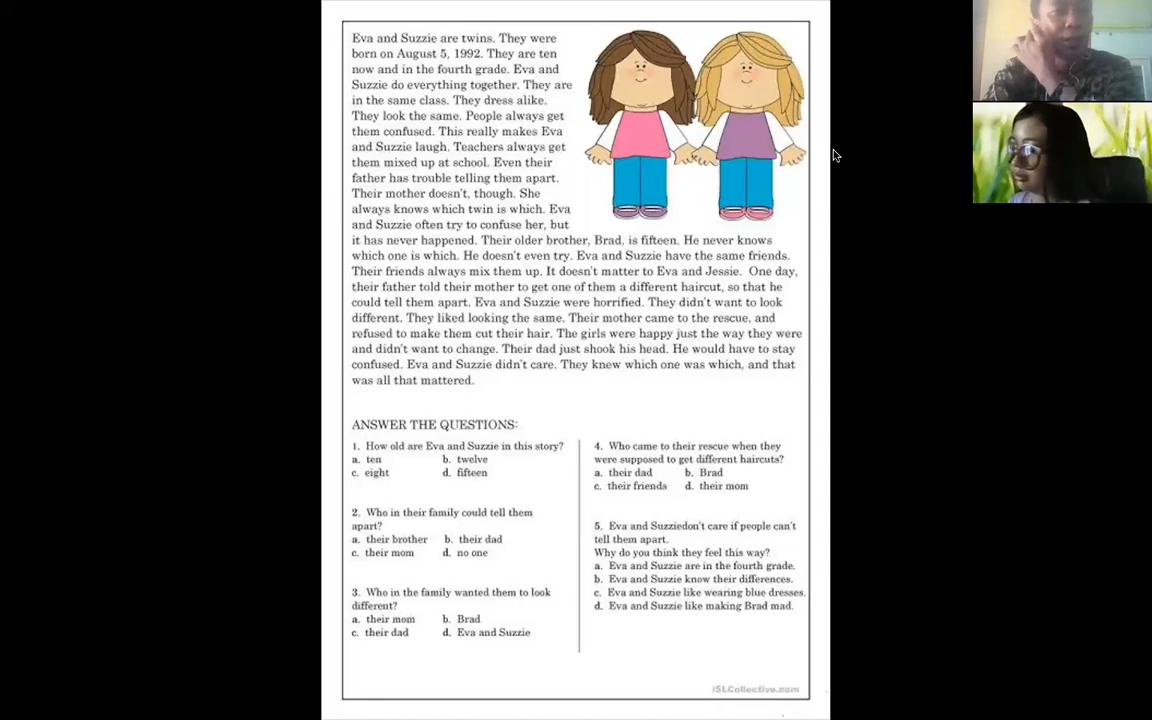 Eva and Suzzie are twins. They were
born on August 5, 1992. They are ten
now and in the fourth grade. Eva and
Suzzie do everything together. They are
in the same class. They dress alike.
They look the same. People always get
them confused. This really makes Eva
and Suzzie laugh. Teachers always get
them mixed up at school. Even their
father has trouble telling them apart.
Their mother doesn't, though. She
always knows which twin is which. Eva
and Suzzie often try to confuse her, but
it has never happened. Their older brother, Brad, is fifteen. He never knows
which one is which. He doesn't even try. Eva and Suzzie have the same friends.
Their friends always mix them up. It doesn't matter to Eva and Jessie. One day,
their father told their mother to get one of them a different haircut, so that he
could tell them apart. Eva and Suzzie were horrified. They didn't want to look
different. They liked looking the same. Their mother came to the rescue, and
refused to make them cut their hair. The girls were happy just the way they were
and didn't want to change. Their dad just shook his head. He would have to stay
confused. Eva and Suzzie didn't care. They knew which one was which, and that
was all that mattered.
ANSWER THE QUESTIONS:
1. How old are Eva and Suzzie in this story?
a. ten b. twelve
c. eight d. fifteen
2. Who in their family could tell them
apart?
a. their brother b. their dad
c. their mom d. no one
3. Who in the family wanted them to look
different?
a. their mom b. Brad
c. their dad d. Eva and Suzzie
4. Who came to their rescue when they
were supposed to get different haircuts?
a. their dad b. Brad
c. their friends d. their mom
5. Eva and Suzziedon't care if people can't
tell them apart.
Why do you think they feel this way?
a. Eva and Suzzie are in the fourth grade.
b. Eva and Suzzie know their differences.
c. Eva and Suzzie like wearing blue dresses.
d. Eva and Suzzie like making Brad mad.
iSLCollective.com